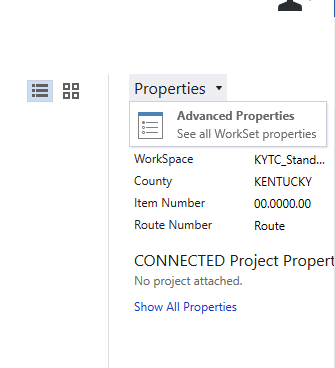 Properties
Advanced Properties
See all WorkSet properties
WorkSpace KYTC_Stand...
County KENTUCKY
Item Number 00.0000.00
Route Number Route
CONNECTED Project Propert
No project attached.
Show All Properties